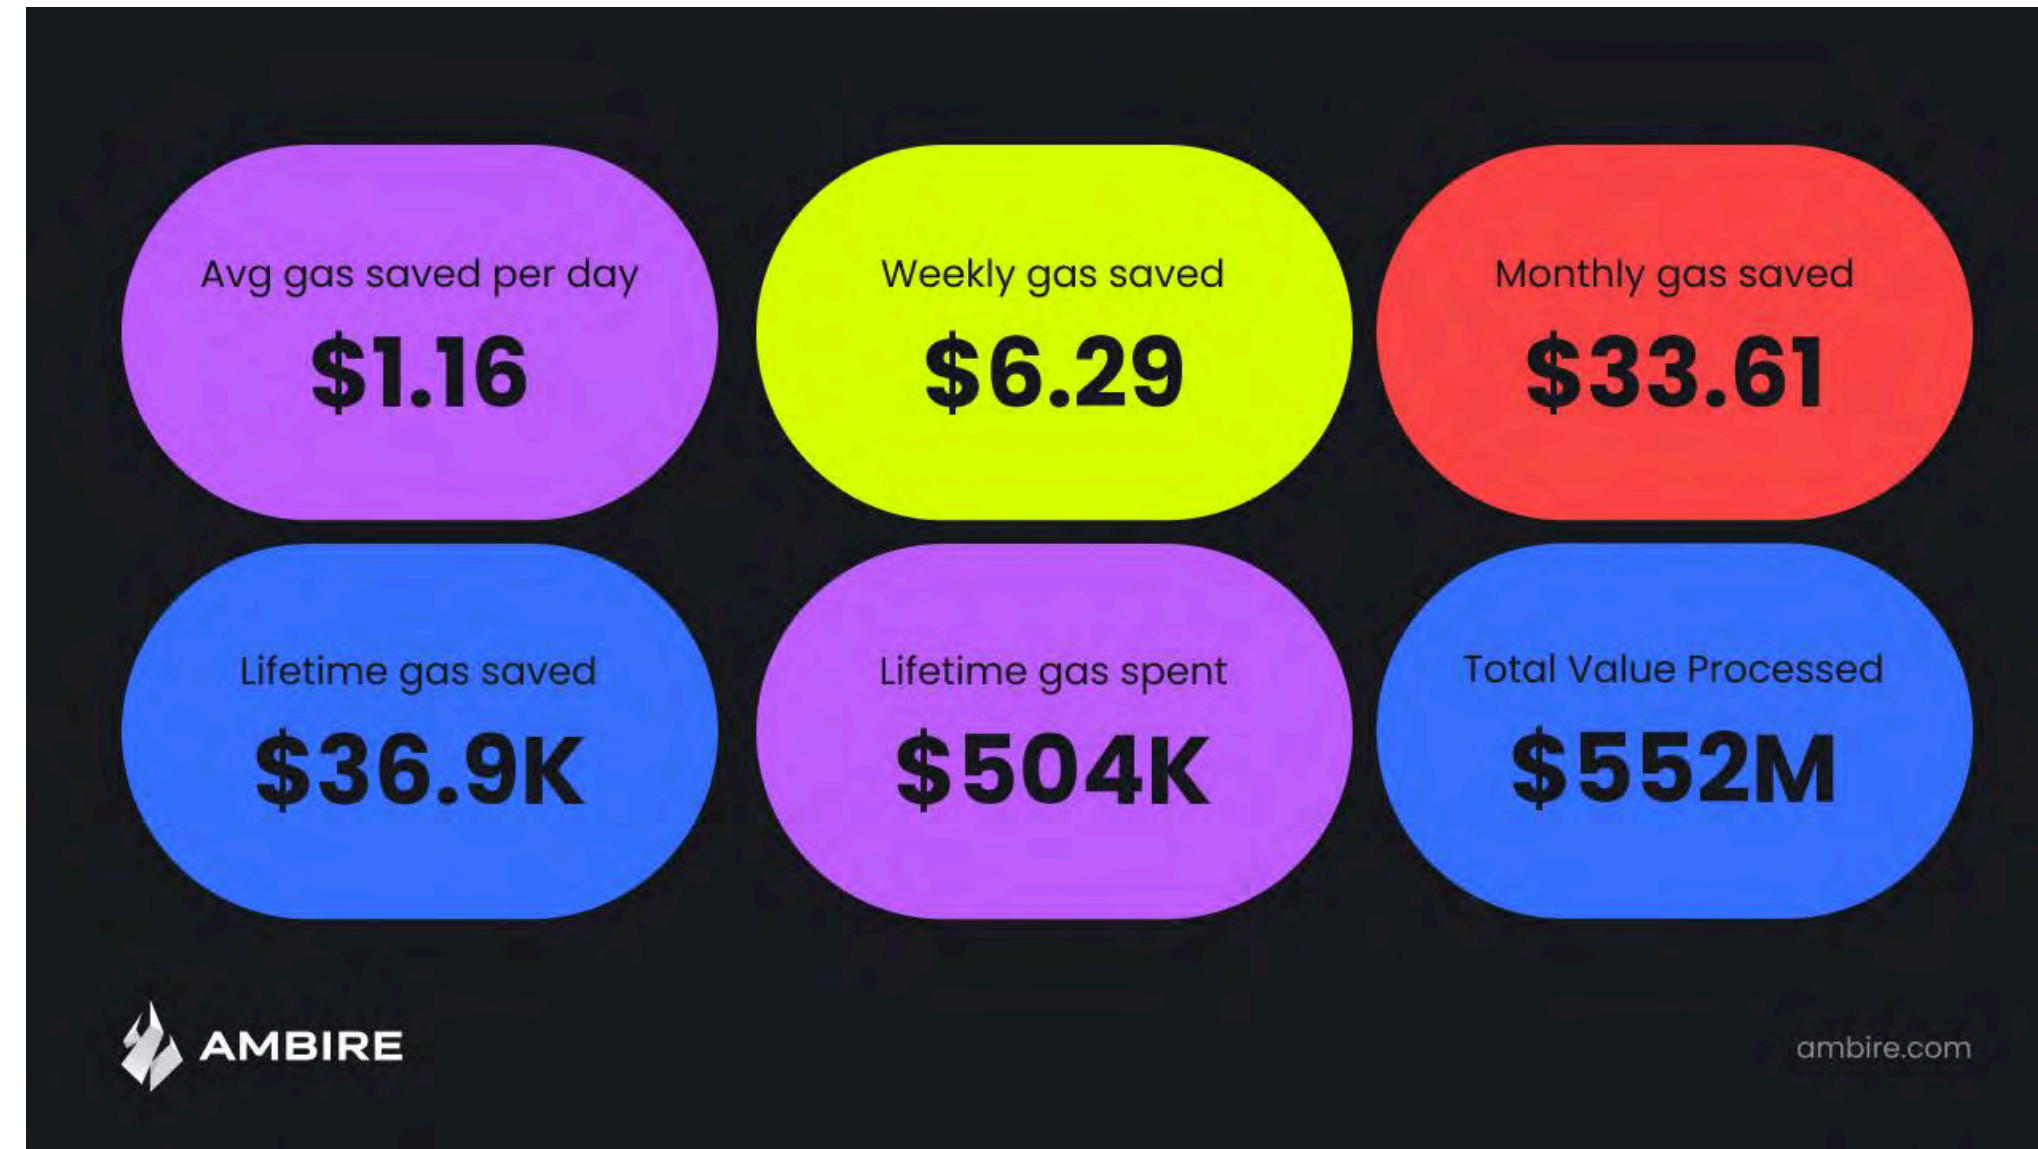 Avg gas saved per day
$1.16
Weekly gas saved
$6.29
Monthly gas saved
$33.61
Lifetime gas saved
$36.9K
Lifetime gas spent
$504K
Total Value Processed
$552M
AMBIRE
ambire.com